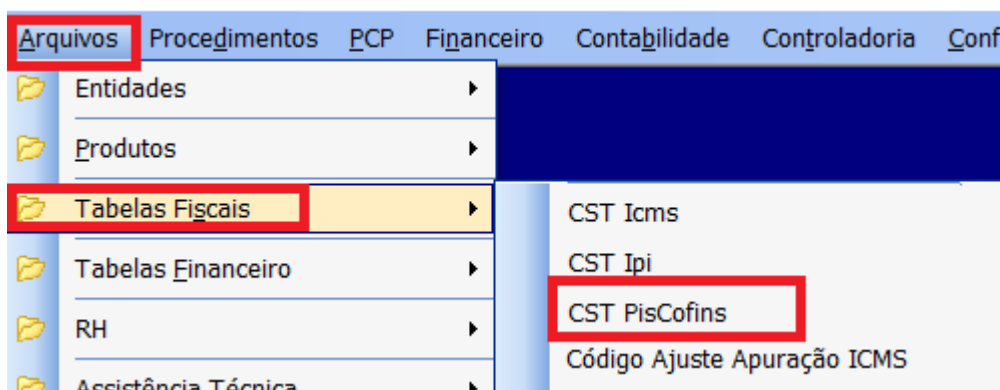 Arquivos Procedimentos PCP Financeiro Contabilidade Controladoria Conf
Entidades
Produtos
Tabelas Fiscais
CST Icms
Tabelas Financeiro
CST Ipi
CST PisCofins
RH
Código Ajuste Apuração ICMS
Assistência Técnica